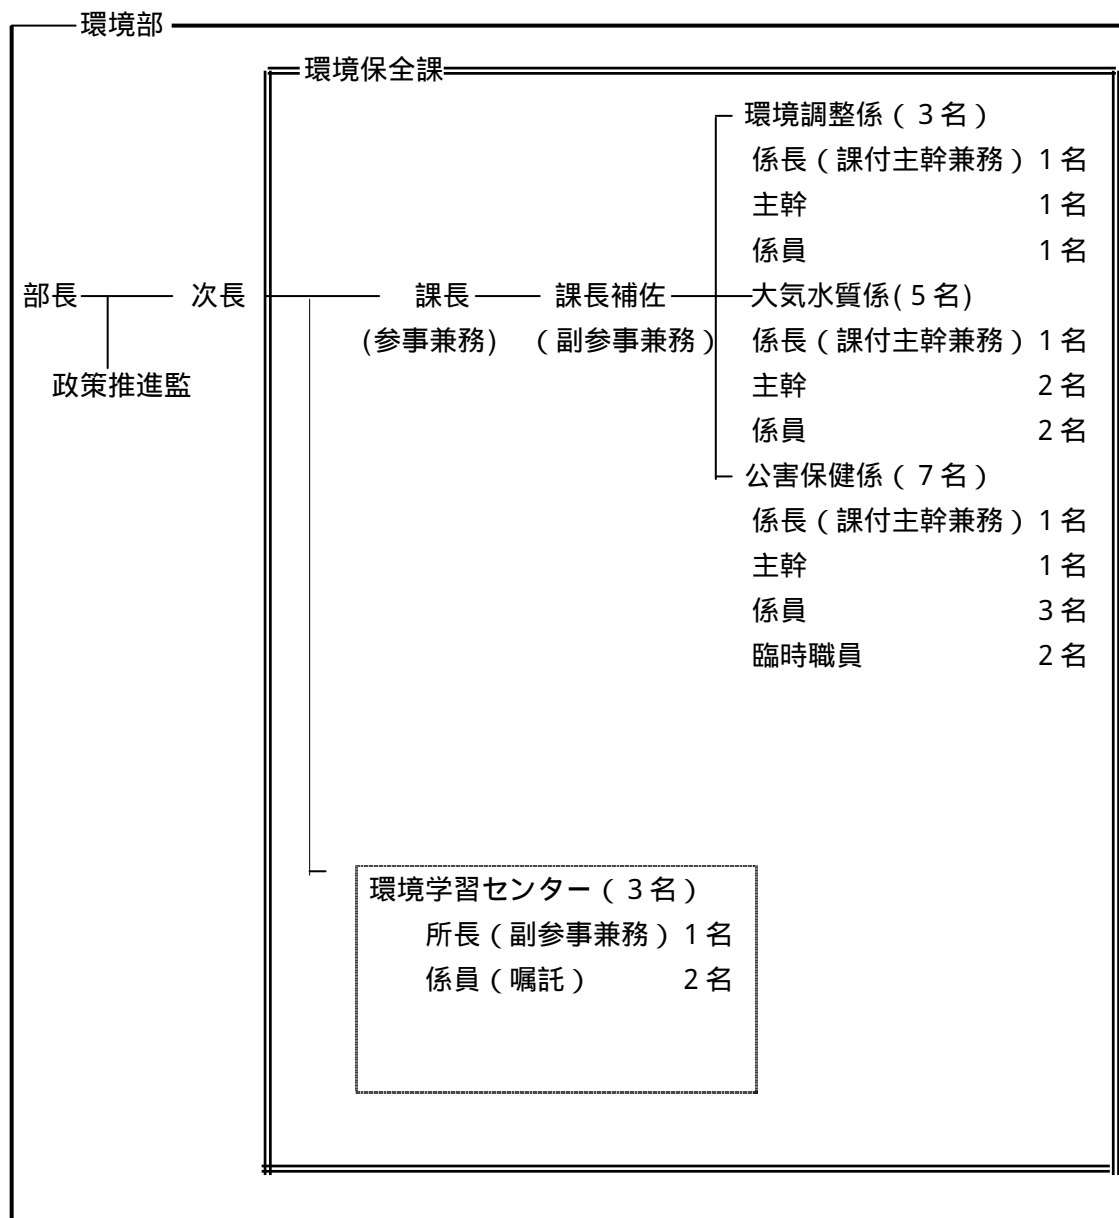 環境部
環境保全課
環境調整係（3名）
係長（課付主幹兼務）1名
主幹 1名
係員 1名
部長 次長 課長 課長補佐 大気水質係(5名)
(参事兼務) （副参事兼務） 係長（課付主幹兼務）1名
政策推進監 主幹 2名
係員 2名
公害保健係（7名）
係長（課付主幹兼務）1名
主幹 1名
係員 3名
臨時職員 2名
環境学習センター（3名）
所長（副参事兼務）1名
係員（嘱託） 2名